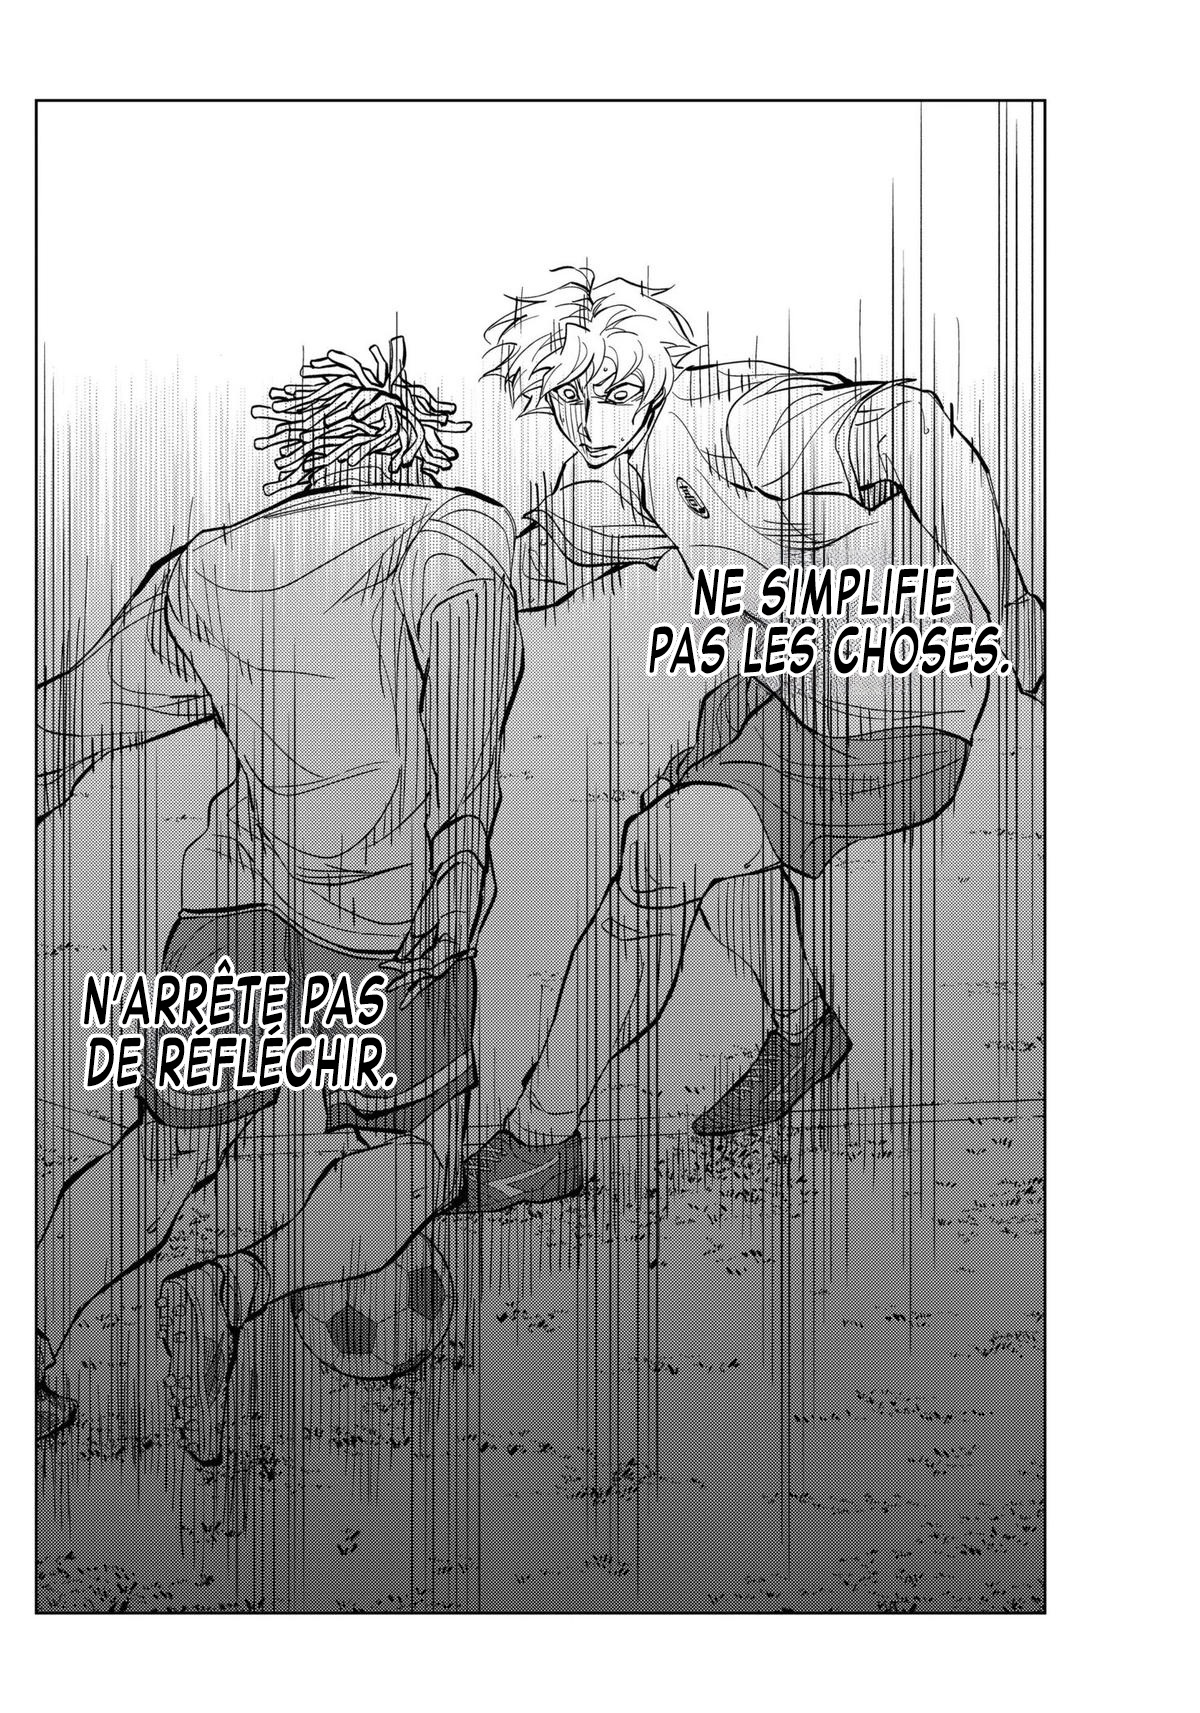 NE SIMPLIFIE
PAS LES CHOSES.
N'ARRÊTE PAS
DE RÉFLÉCHIR.